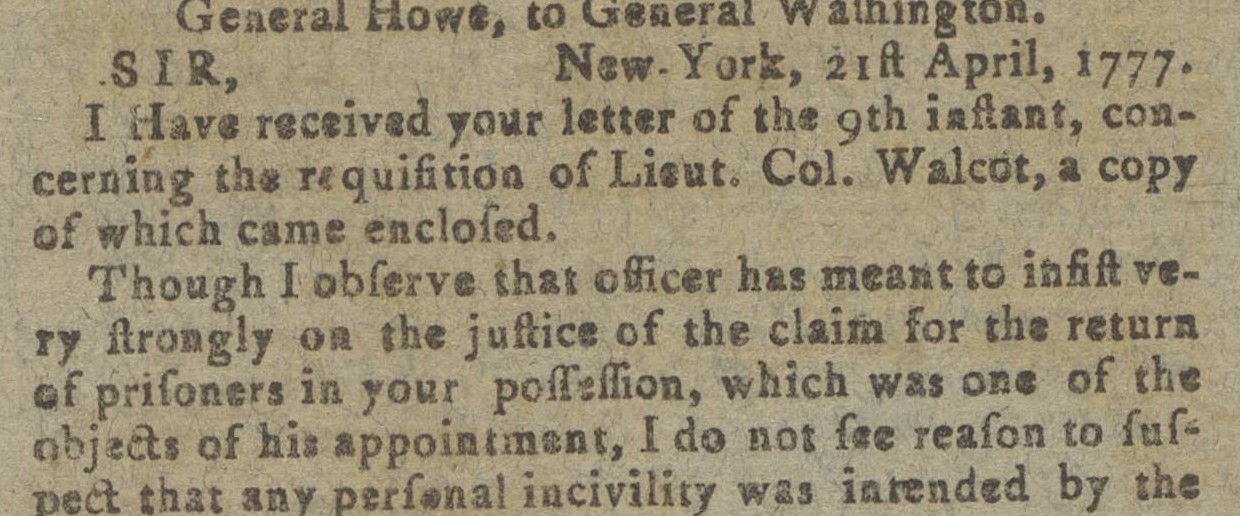 General Howe, to General Waſhington.
SIR, New-York, 21ſt April, 1777.
I Have received your letter of the 9th inſtant, con-
cerning the requiſition of Lieut. Col. Walcot, a copy
of which came encloſed.
Though I obſerve that officer has meant to inſiſt ve-
ry ſtrongly on the juſtice of the claim for the return
of priſoners in your poſſeſſion, which was one of the
objects of his appointment, I do not ſee reaſon to ſuſ-
pect that any perſonal incivility was intended by the